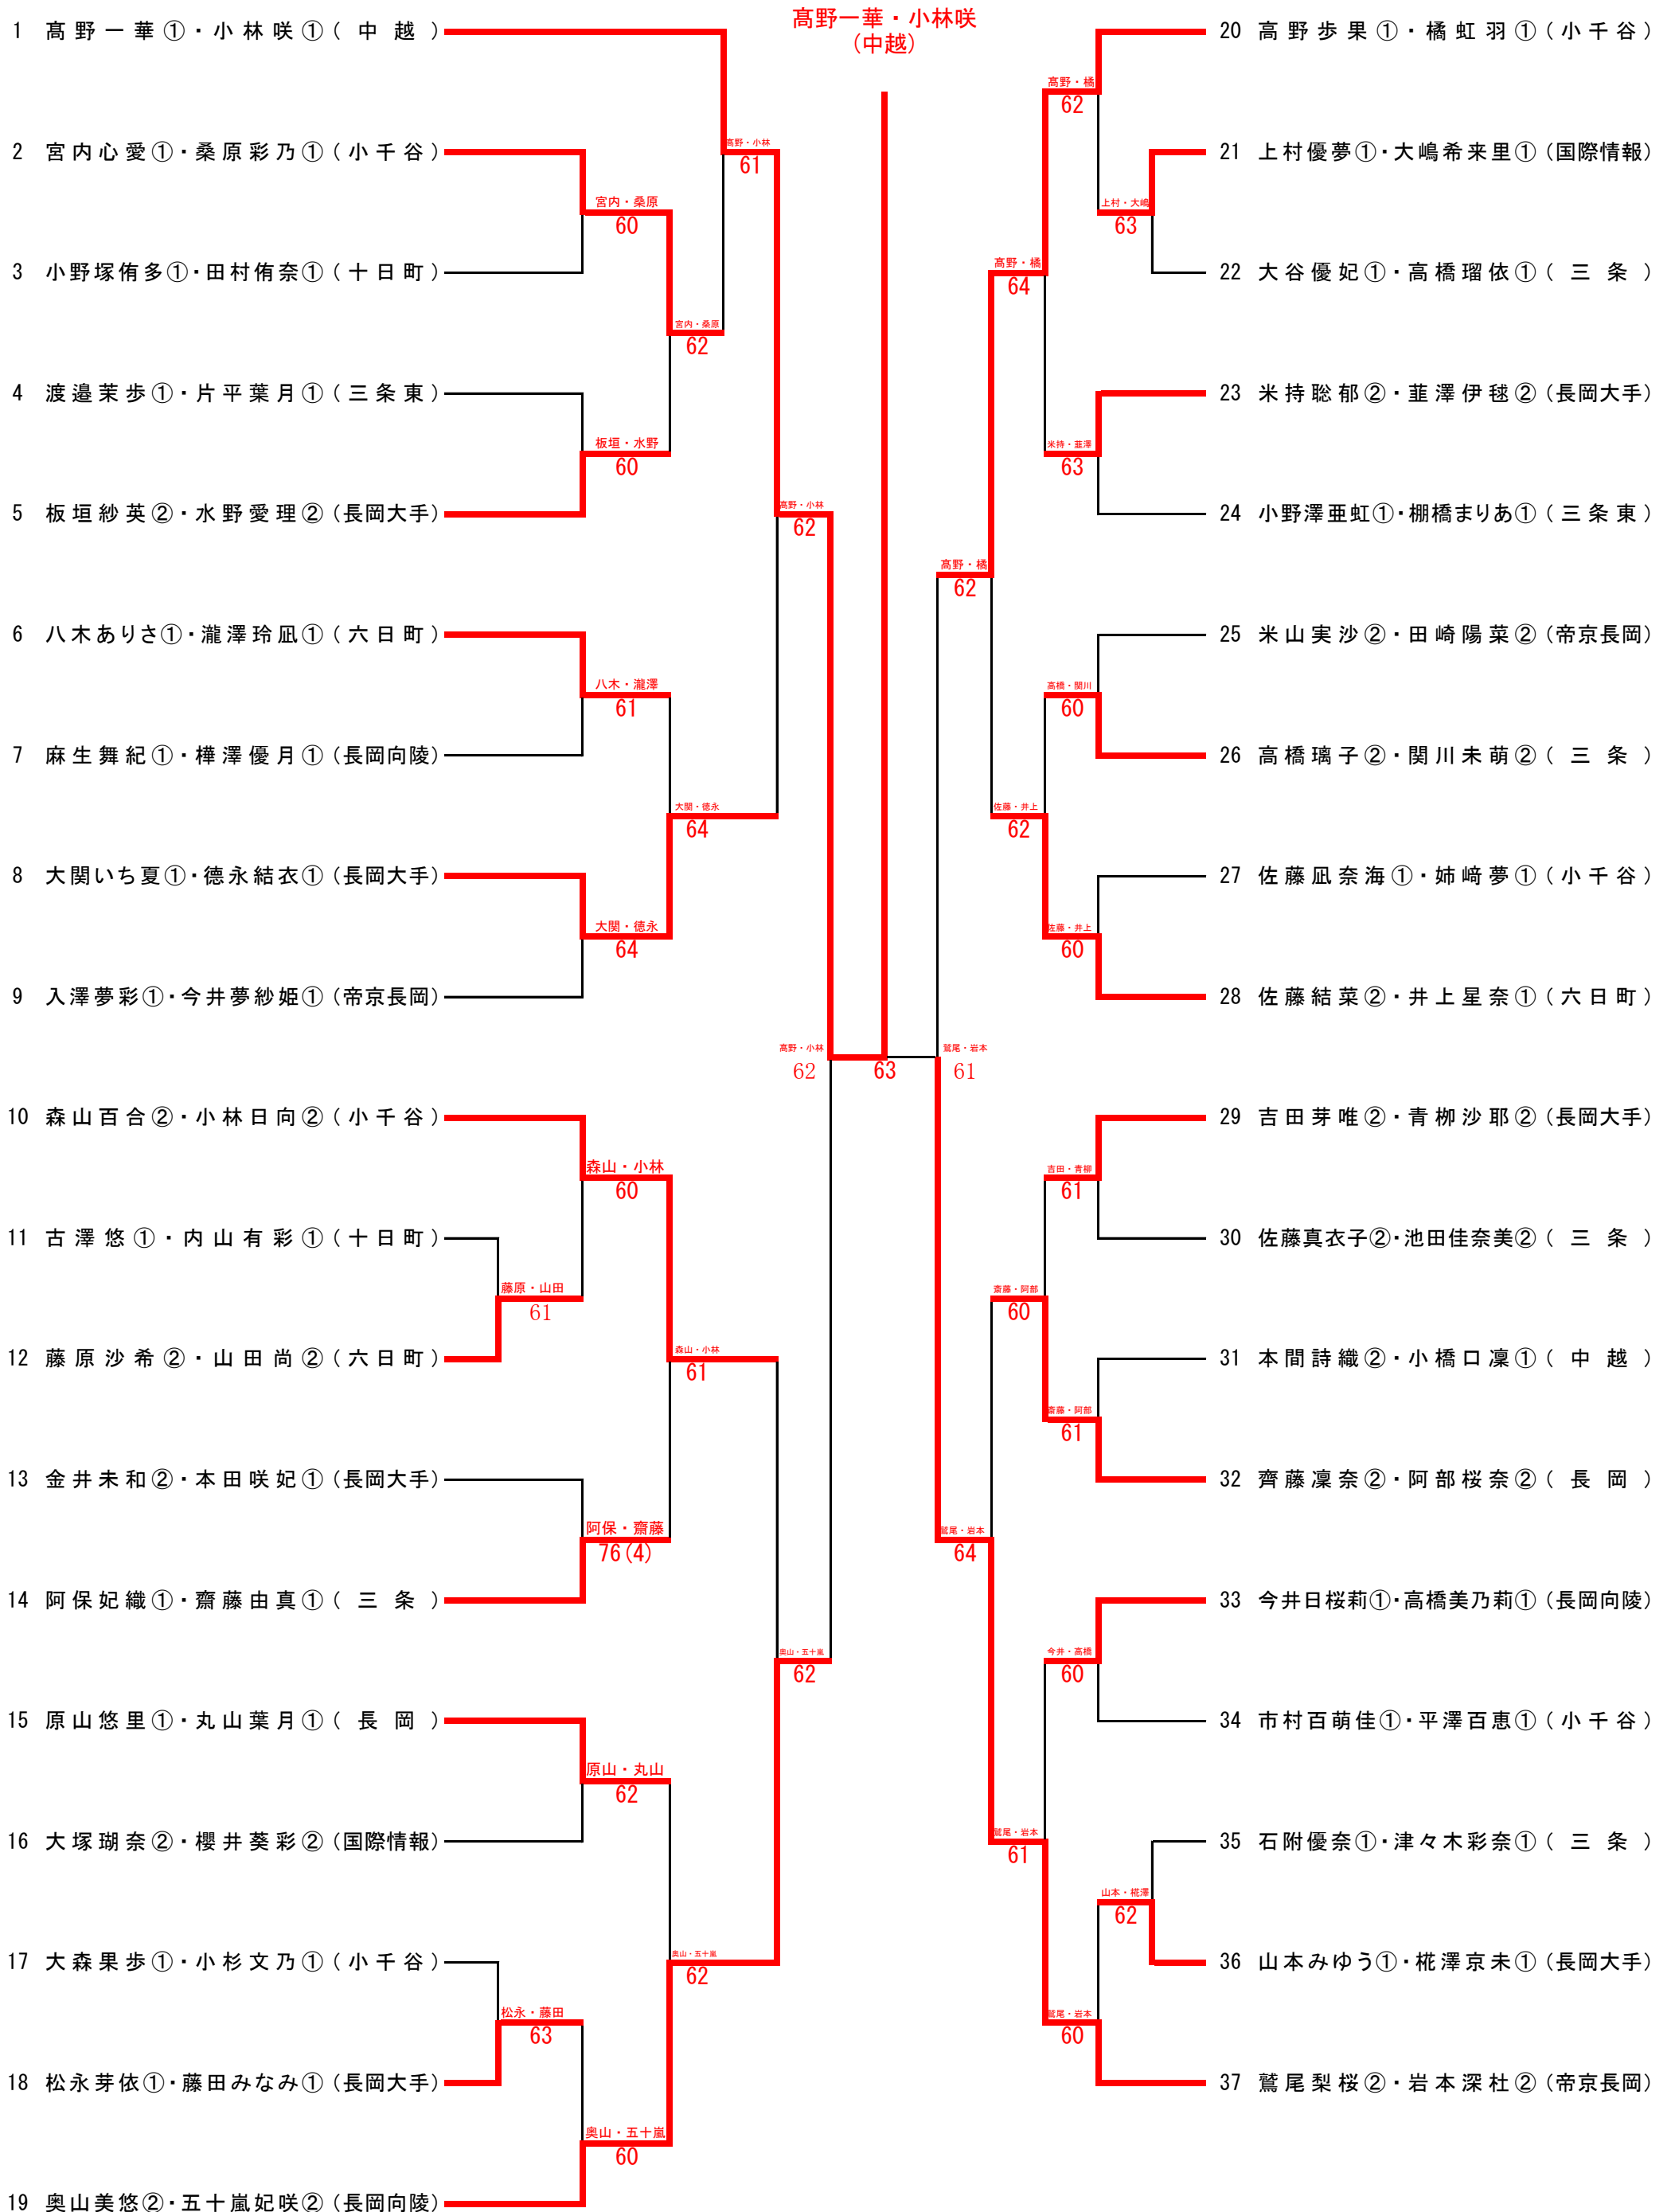 髙野一華・小林咲
(中越)
1 髙野一華①・小林咲①(中越)
2 宮内心愛①・桑原彩乃①(小千谷)
3 小野塚侑多①・田村侑奈①(十日町)
4 渡邉茉歩①・片平葉月①(三条東)
5 板垣紗英②・水野愛理②(長岡大手)
6 八木ありさ①・瀧澤玲凪①(六日町)
7 麻生舞紀①・樺澤優月①(長岡向陵)
8 大関いち夏①・德永結衣①(長岡大手)
9 入澤夢彩①・今井夢紗姫①(帝京長岡)
10 森山百合②・小林日向②(小千谷)
11 古澤悠①・内山有彩①(十日町)
12 藤原沙希②・山田尚②(六日町)
13 金井未和②・本田咲妃①(長岡大手)
14 阿保妃織①・齋藤由真①(三条)
15 原山悠里①・丸山葉月①(長岡)
16 大塚瑚奈②・櫻井葵彩②(国際情報)
17 大森果歩①・小杉文乃①(小千谷)
18 松永芽依①・藤田みなみ①(長岡大手)
19 奥山美悠②・五十嵐妃咲②(長岡向陵)
宮内・桑原
60
板垣・水野
60
八木・瀧澤
61
大関・德永
64
藤原・山田
61
森山・小林
60
阿保・齋藤
76(4)
原山・丸山
62
松永・藤田
63
奥山・五十嵐
60
宮内・桑原
62
大関・徳永
64
森山・小林
61
奥山・五十嵐
62
高野・小林
61
高野・小林
62
奥山・五十嵐
62
高野・小林
62
63
鷲尾・岩本
61
髙野・橘
62
鷲尾・岩本
64
髙野・橘
64
佐藤・井上
62
斎藤・阿部
60
鷲尾・岩本
61
髙野・橘
62
米持・韮澤
63
高橋・関川
60
佐藤・井上
60
吉田・青柳
61
斎藤・阿部
61
今井・高橋
60
鷲尾・岩本
60
上村・大嶋
63
山本・椛澤
62
20 高野歩果①・橘虹羽①(小千谷)
21 上村優夢①・大嶋希来里①(国際情報)
22 大谷優妃①・高橋瑠依①(三条)
23 米持聡郁②・韮澤伊毬②(長岡大手)
24 小野澤亜虹①・棚橋まりあ①(三条東)
25 米山実沙②・田崎陽菜②(帝京長岡)
26 高橋璃子②・関川未萌②(三条)
27 佐藤凪奈海①・姉﨑夢①(小千谷)
28 佐藤結菜②・井上星奈①(六日町)
29 吉田芽唯②・青栁沙耶②(長岡大手)
30 佐藤真衣子②・池田佳奈美②(三条)
31 本間詩織②・小橋口凜①(中越)
32 齊藤凜奈②・阿部桜奈②(長岡)
33 今井日桜莉①・高橋美乃莉①(長岡向陵)
34 市村百萌佳①・平澤百恵①(小千谷)
35 石附優奈①・津々木彩奈①(三条)
36 山本みゆう①・椛澤京未①(長岡大手)
37 鷲尾梨桜②・岩本深杜②(帝京長岡)